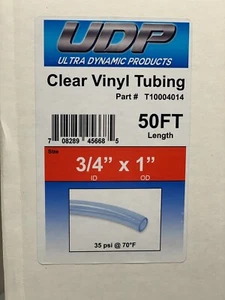 UDP
ULTRA DYNAMIC PRODUCTS
Clear Vinyl Tubing
Part # T10004014
7 08289 45668 5
50FT
Length
Size
3/4" x 1"
ID OD
35 psi @ 70°F